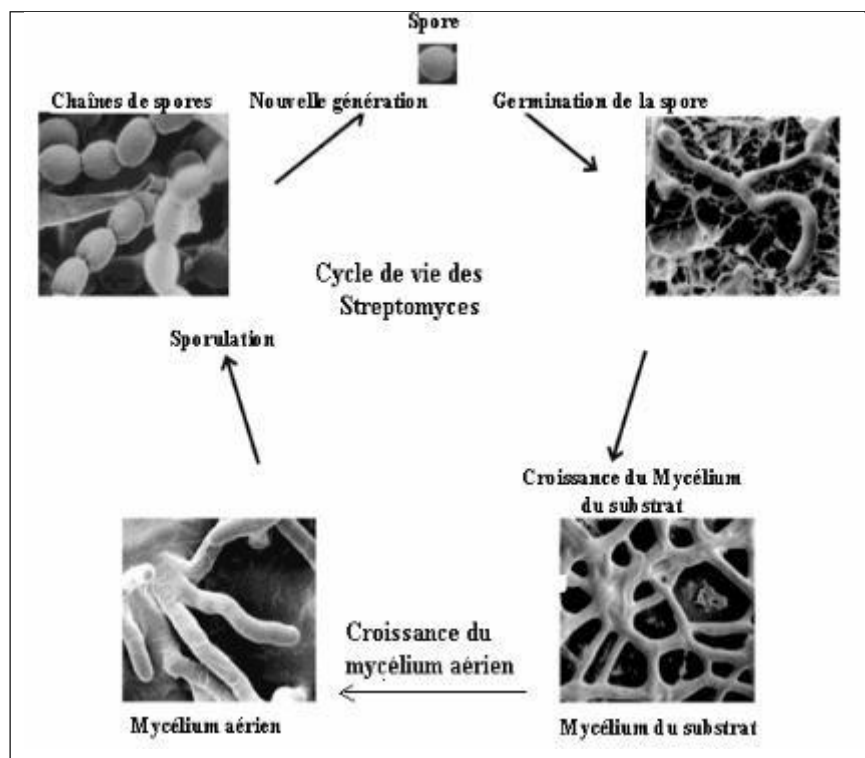 Spore
Chaînes de spores
Nouvelle génération
Germination de la spore
Cycle de vie des
Streptomyces
Sporulation
Croissance du Mycélium
du substrat
Croissance du
mycélium aérien
Mycélium aérien
Mycélium du substrat